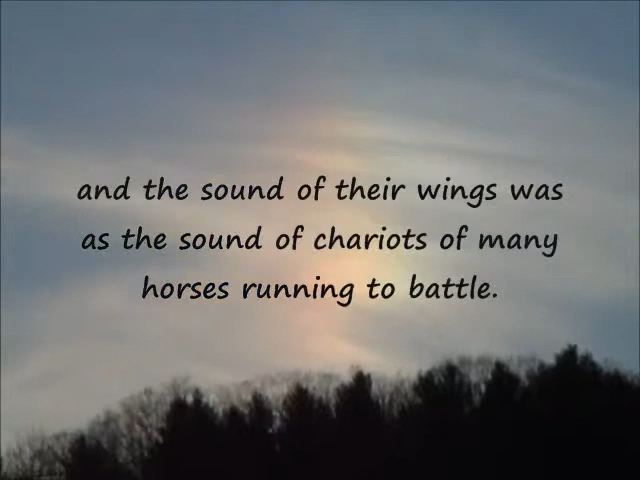 and the sound of their wings was
as the sound of chariots of many
horses running to battle.